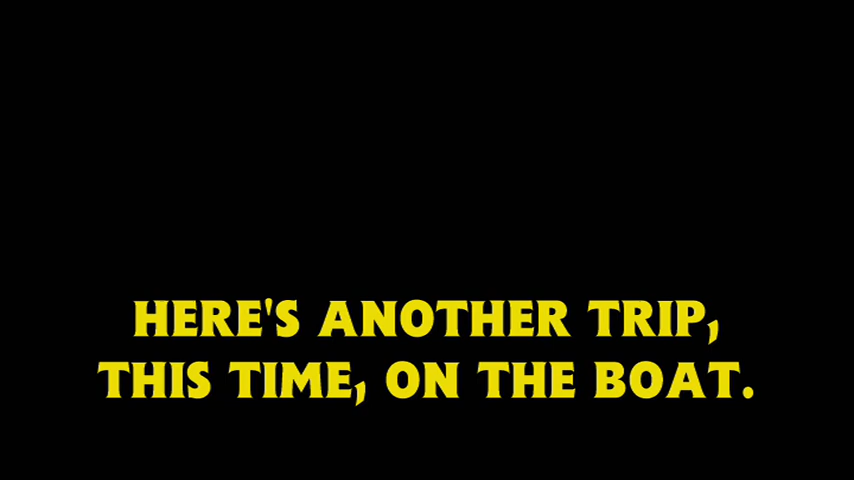 HERE'S ANOTHER TRIP,
THIS TIME, ON THE BOAT.